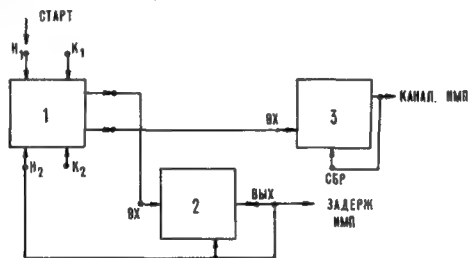 СТАРТ
Н₁ К₁
1
3
КАНАЛ. ИМП
ВХ
Н₂ К₂
СБР
2
ВХ
ВЫХ
ЗАДЕРЖ
ИМП